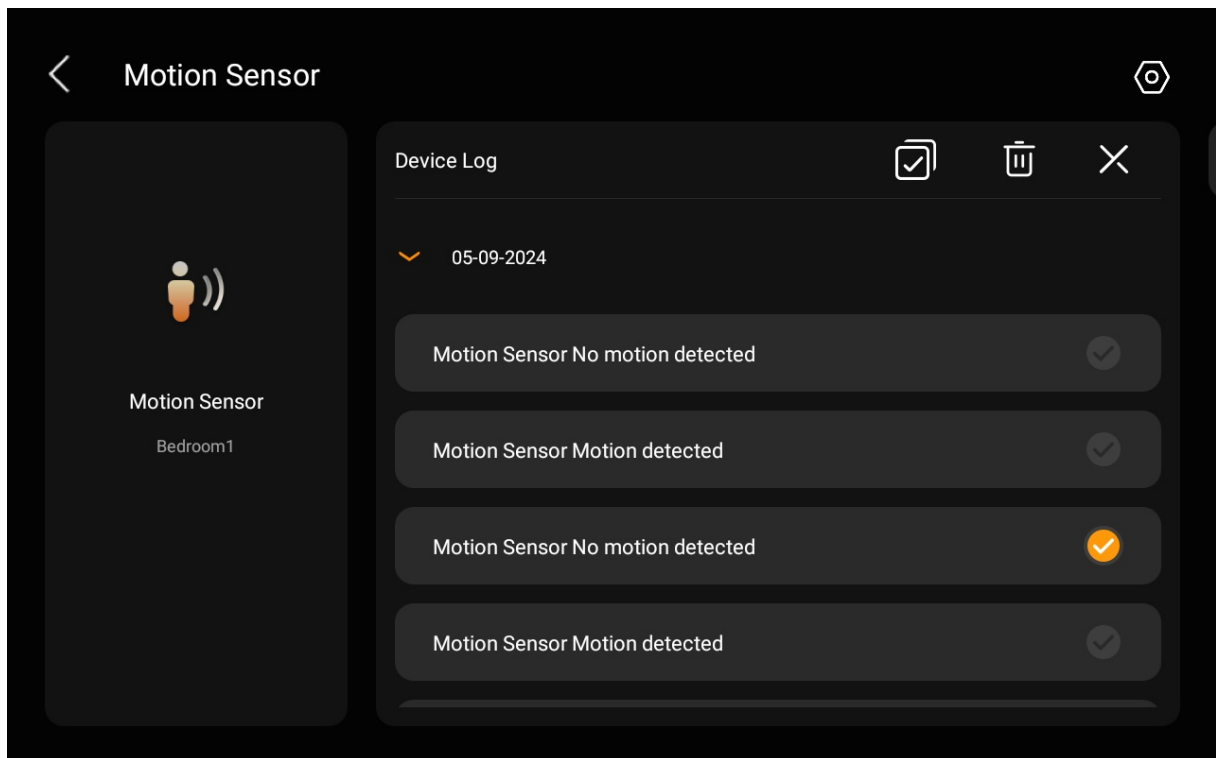 Motion Sensor
Device Log
05-09-2024
Motion Sensor No motion detected
Motion Sensor Motion detected
Motion Sensor No motion detected
Motion Sensor Motion detected
Motion Sensor
Bedroom1